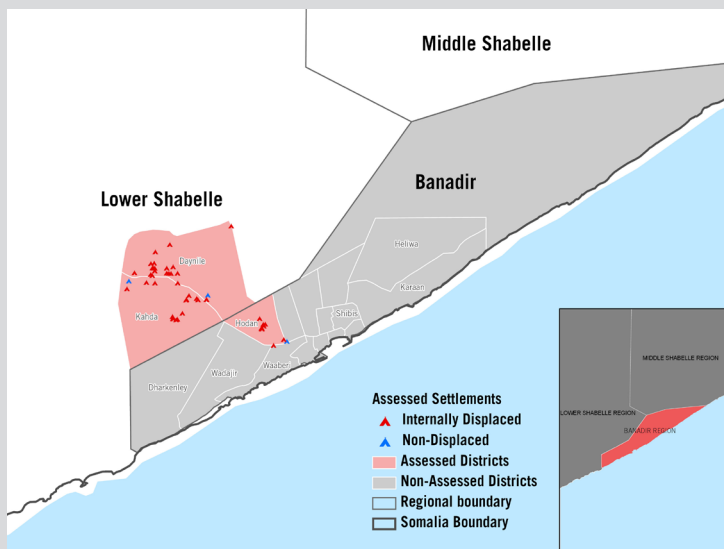 Middle Shabelle
Banadir
Lower Shabelle
Daynile
Heliwa
Karaan
Kahda
Hodan
Shibis
Waaberi
Wadajir
Dharkenley
Assessed Settlements
Internally Displaced
Non-Displaced
Assessed Districts
Non-Assessed Districts
Regional boundary
Somalia Boundary
MIDDLE SHABELLE REGION
LOWER SHABELLE REGION
BANADIR REGION